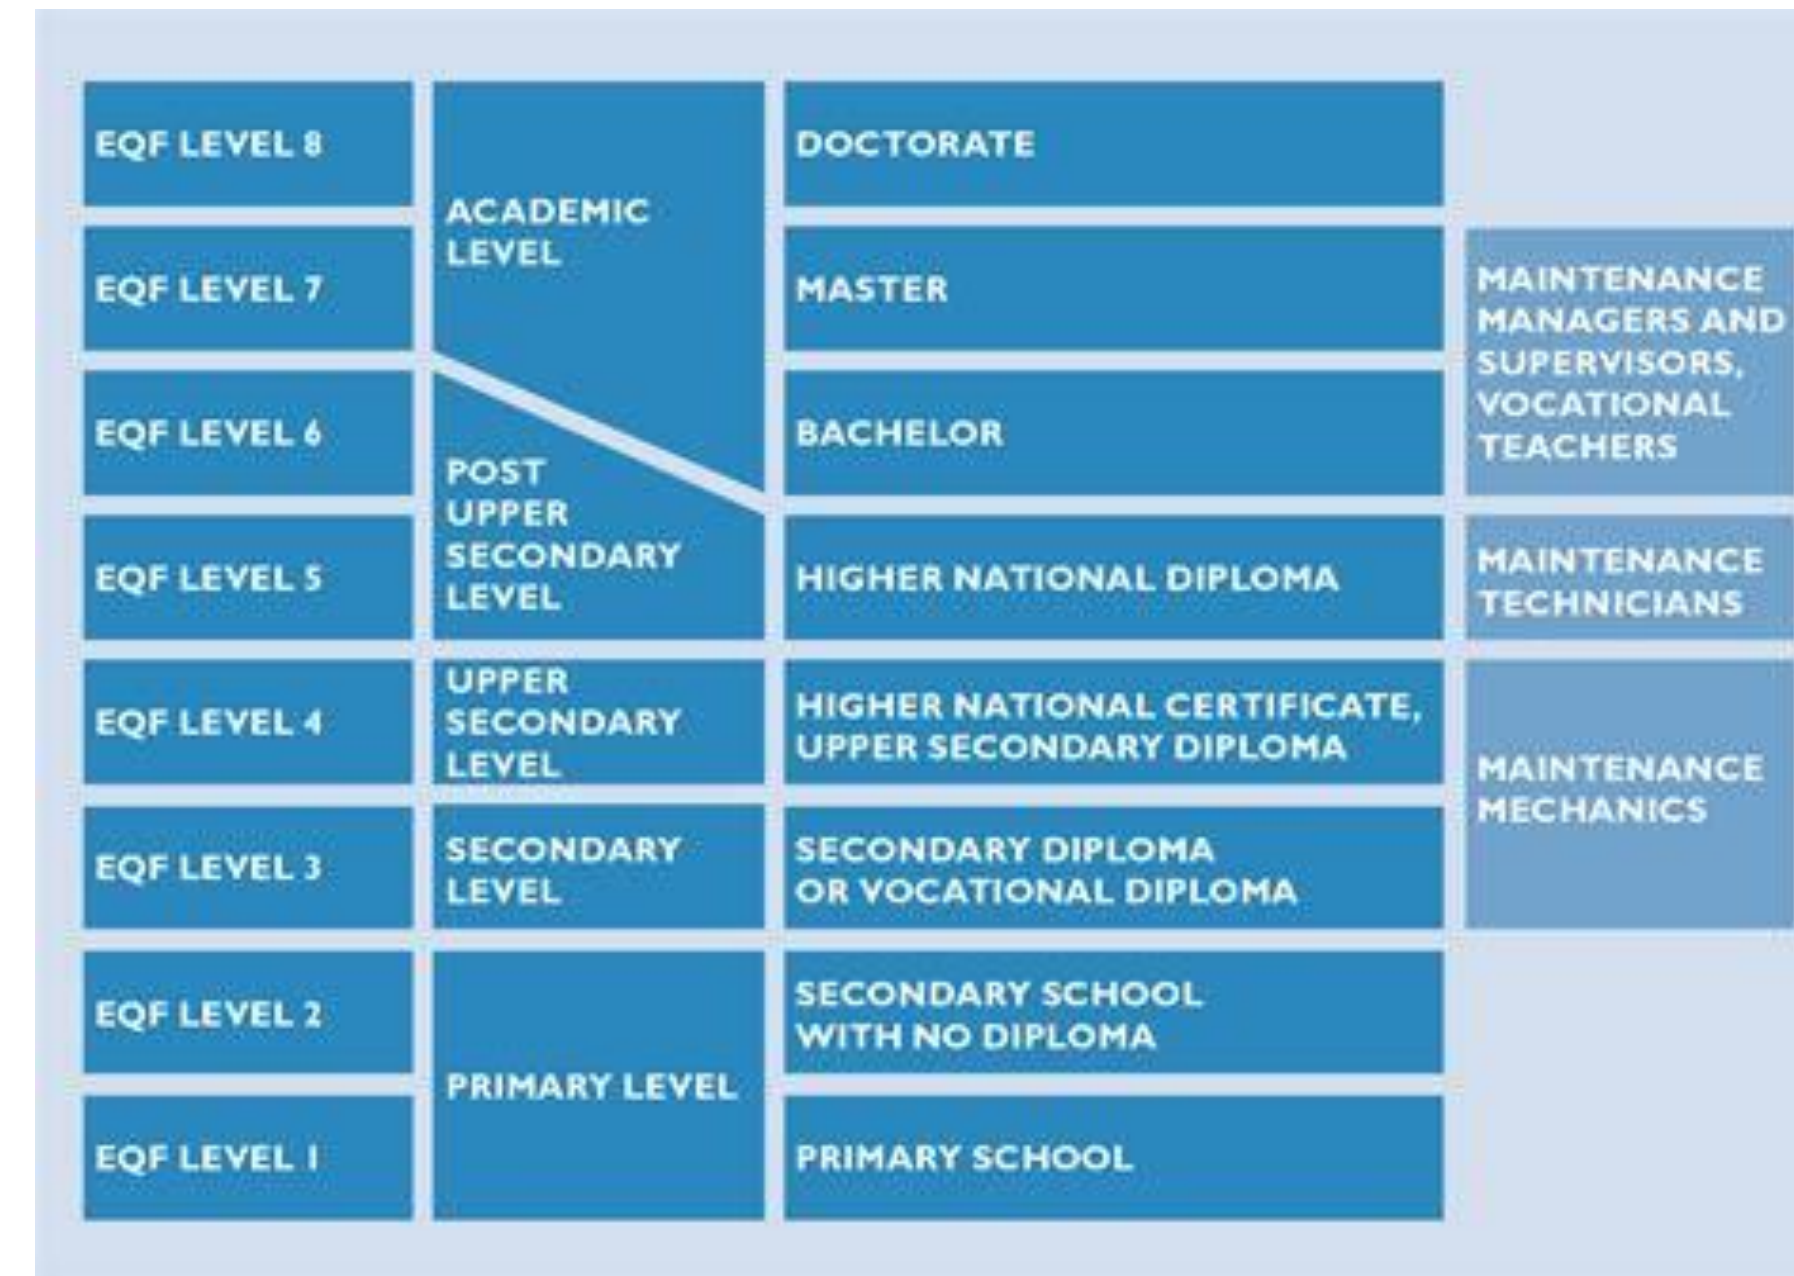 EQF LEVEL 8
ACADEMIC
LEVEL
DOCTORATE
EQF LEVEL 7
MASTER
MAINTENANCE
MANAGERS AND
SUPERVISORS,
VOCATIONAL
TEACHERS
EQF LEVEL 6
BACHELOR
POST
UPPER
SECONDARY
LEVEL
EQF LEVEL 5
HIGHER NATIONAL DIPLOMA
MAINTENANCE
TECHNICIANS
EQF LEVEL 4
UPPER
SECONDARY
LEVEL
HIGHER NATIONAL CERTIFICATE,
UPPER SECONDARY DIPLOMA
MAINTENANCE
MECHANICS
EQF LEVEL 3
SECONDARY
LEVEL
SECONDARY DIPLOMA
OR VOCATIONAL DIPLOMA
EQF LEVEL 2
PRIMARY LEVEL
SECONDARY SCHOOL
WITH NO DIPLOMA
EQF LEVEL 1
PRIMARY SCHOOL